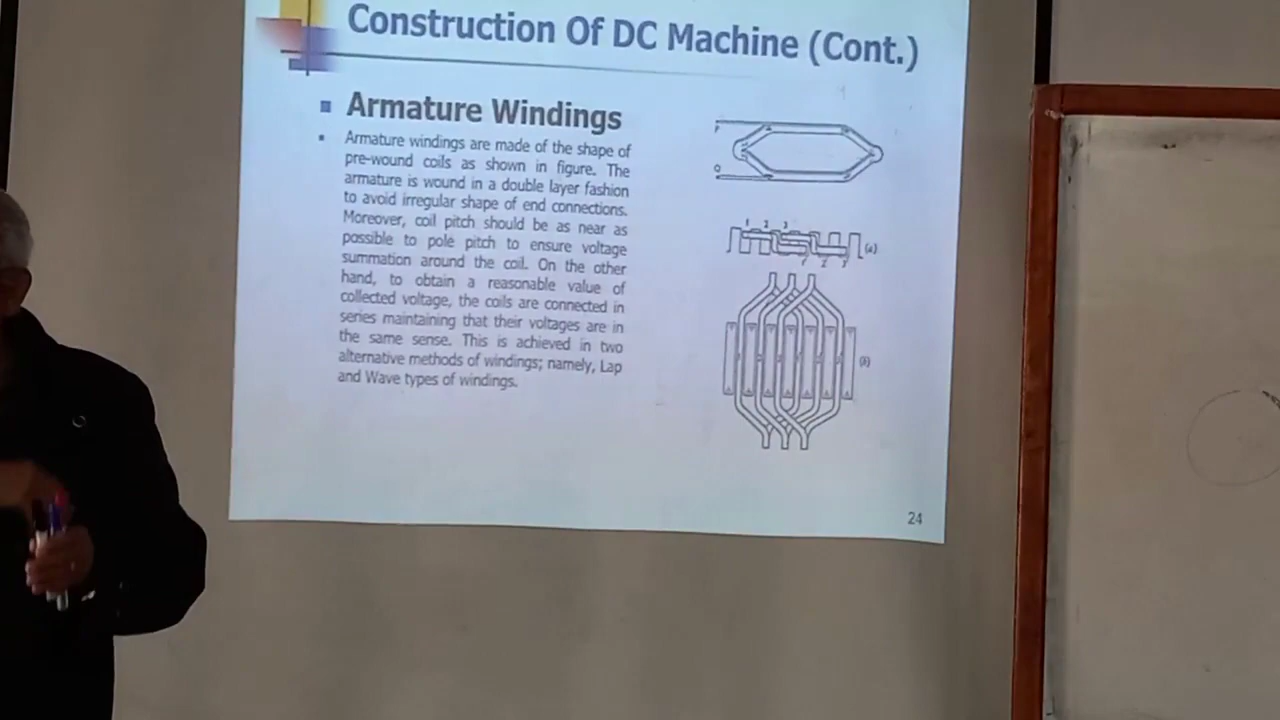 Construction Of DC Machine (Cont.)
Armature Windings
Armature windings are made of the shape of
pre-wound coils as shown in figure. The
armature is wound in a double layer fashion
to avoid irregular shape of end connections.
Moreover, coil pitch should be as near as
possible to pole pitch to ensure voltage
summation around the coil. On the other
hand, to obtain a reasonable value of
collected voltage, the coils are connected in
series maintaining that their voltages are in
the same sense. This is achieved in two
alternative methods of windings; namely, Lap
and Wave types of windings.
1 2 3
(a)
(b)
24